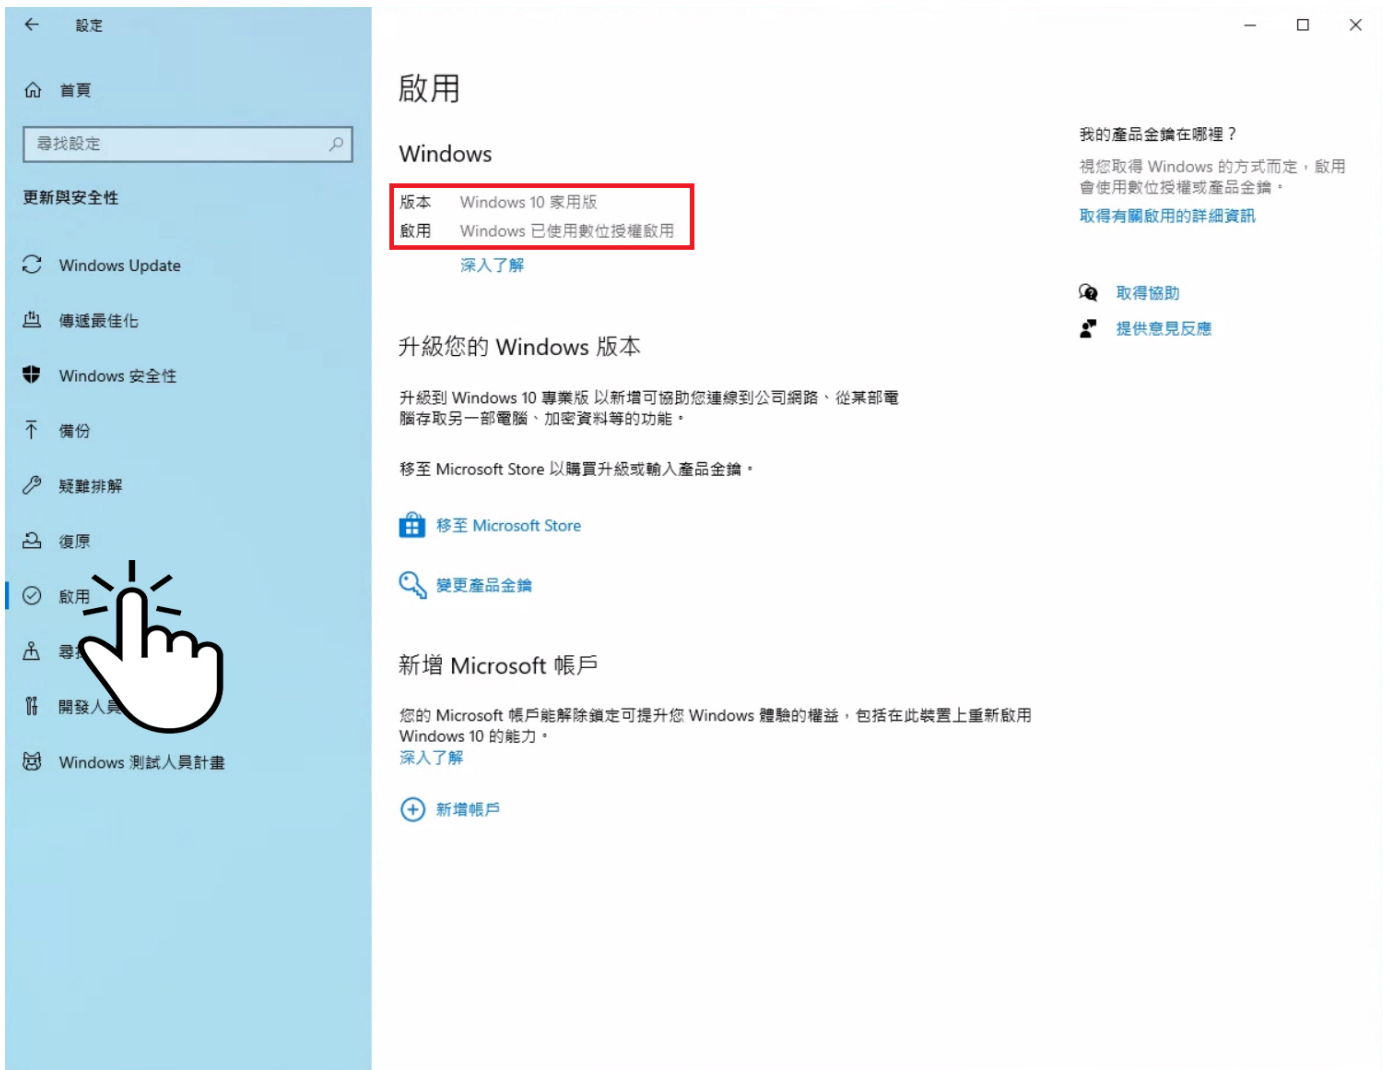 設定
首頁
尋找設定
更新與安全性
Windows Update
傳遞最佳化
Windows 安全性
備份
疑難排解
復原
啟用
開發人員
Windows 測試人員計畫
啟用
Windows
版本 Windows 10 家用版
啟用 Windows 已使用數位授權啟用
深入了解
升級您的 Windows 版本
升級到 Windows 10 專業版 以新增可協助您連線到公司網路、從某部電
腦存取另一部電腦、加密資料等的功能。
移至 Microsoft Store 以購買升級或輸入產品金鑰。
移至 Microsoft Store
變更產品金鑰
新增 Microsoft 帳戶
您的 Microsoft 帳戶能解除鎖定可提升您 Windows 體驗的權益，包括在此裝置上重新啟用
Windows 10 的能力。
深入了解
新增帳戶
我的產品金鑰在哪裡？
視您取得 Windows 的方式而定，啟用
會使用數位授權或產品金鑰。
取得有關啟用的詳細資訊
取得協助
提供意見反應